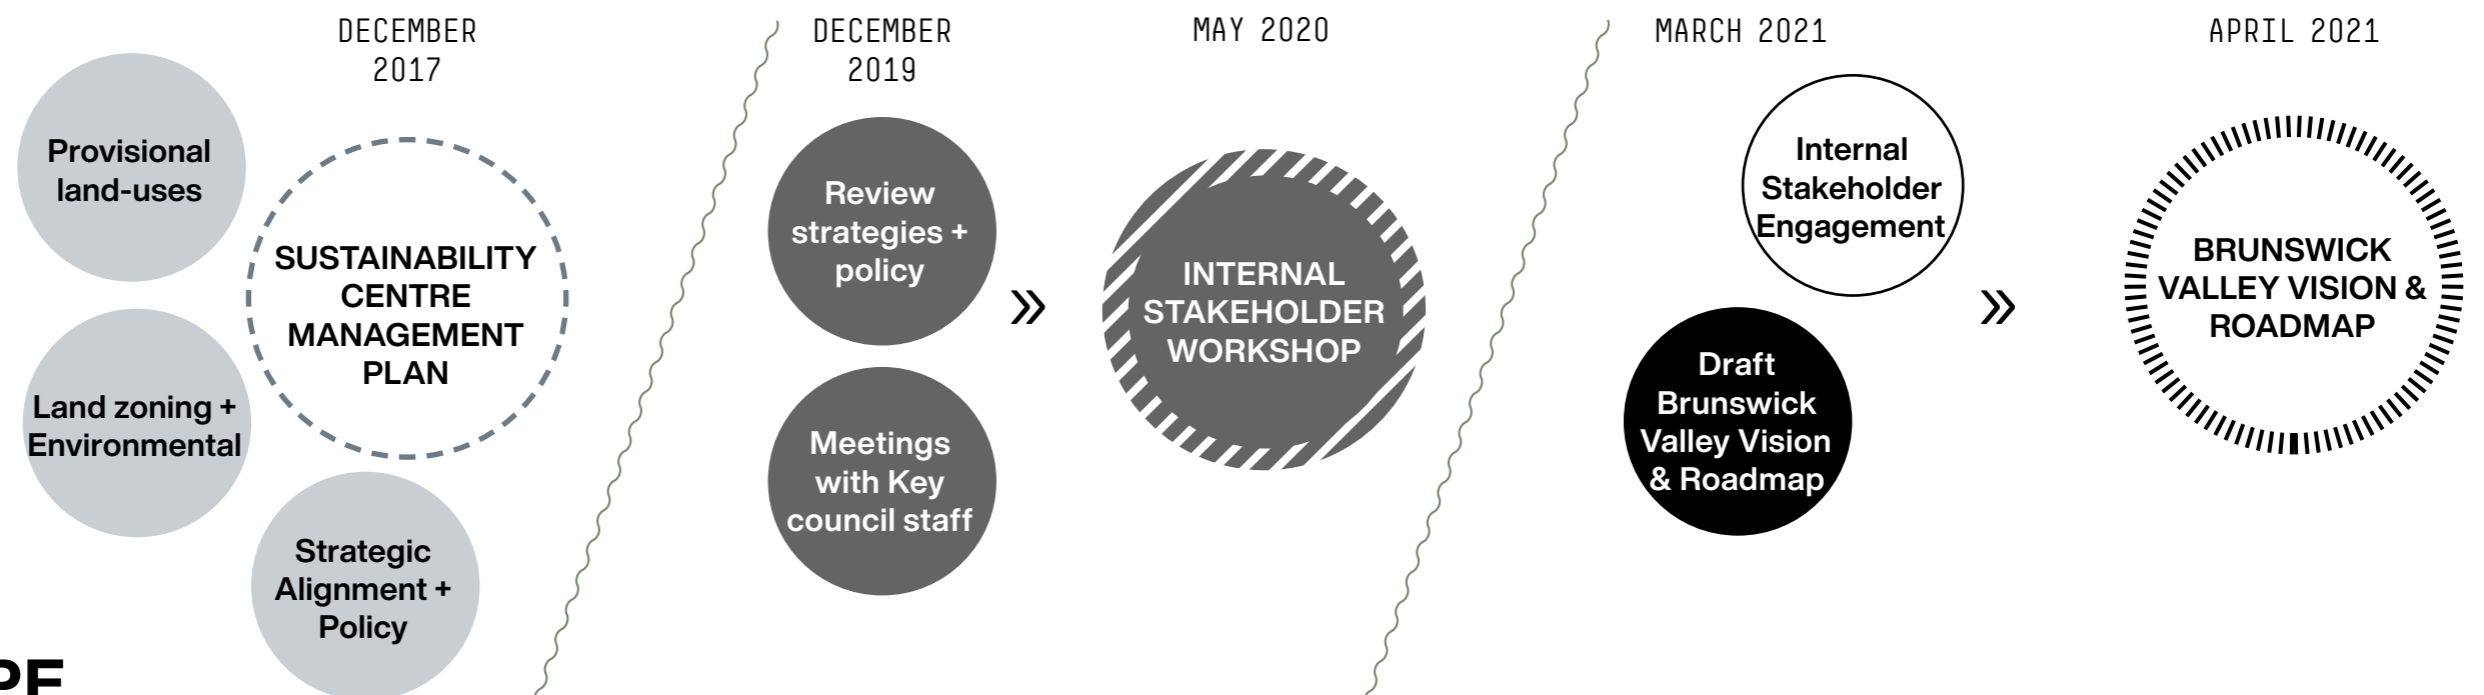 DECEMBER
2017
Provisional
land-uses
SUSTAINABILITY
CENTRE
MANAGEMENT
PLAN
Land zoning +
Environmental
Strategic
Alignment +
Policy
DECEMBER
2019
Review
strategies +
policy
Meetings
with Key
council staff
»
MAY 2020
INTERNAL
STAKEHOLDER
WORKSHOP
MARCH 2021
Internal
Stakeholder
Engagement
Draft
Brunswick
Valley Vision
& Roadmap
»
APRIL 2021
BRUNSWICK
VALLEY VISION &
ROADMAP